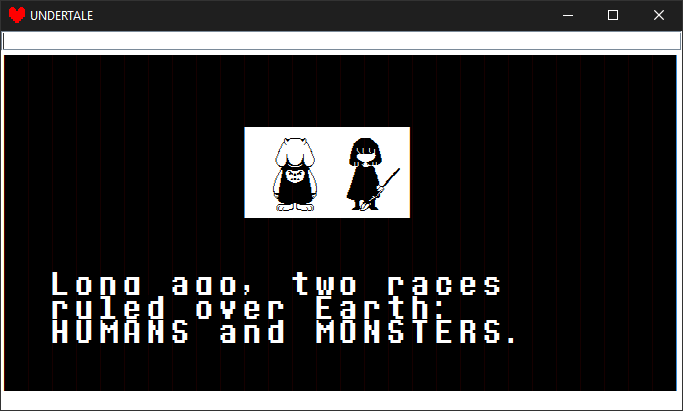 UNDERTALE
Long ago, two races
ruled over Earth:
HUMANS and MONSTERS.